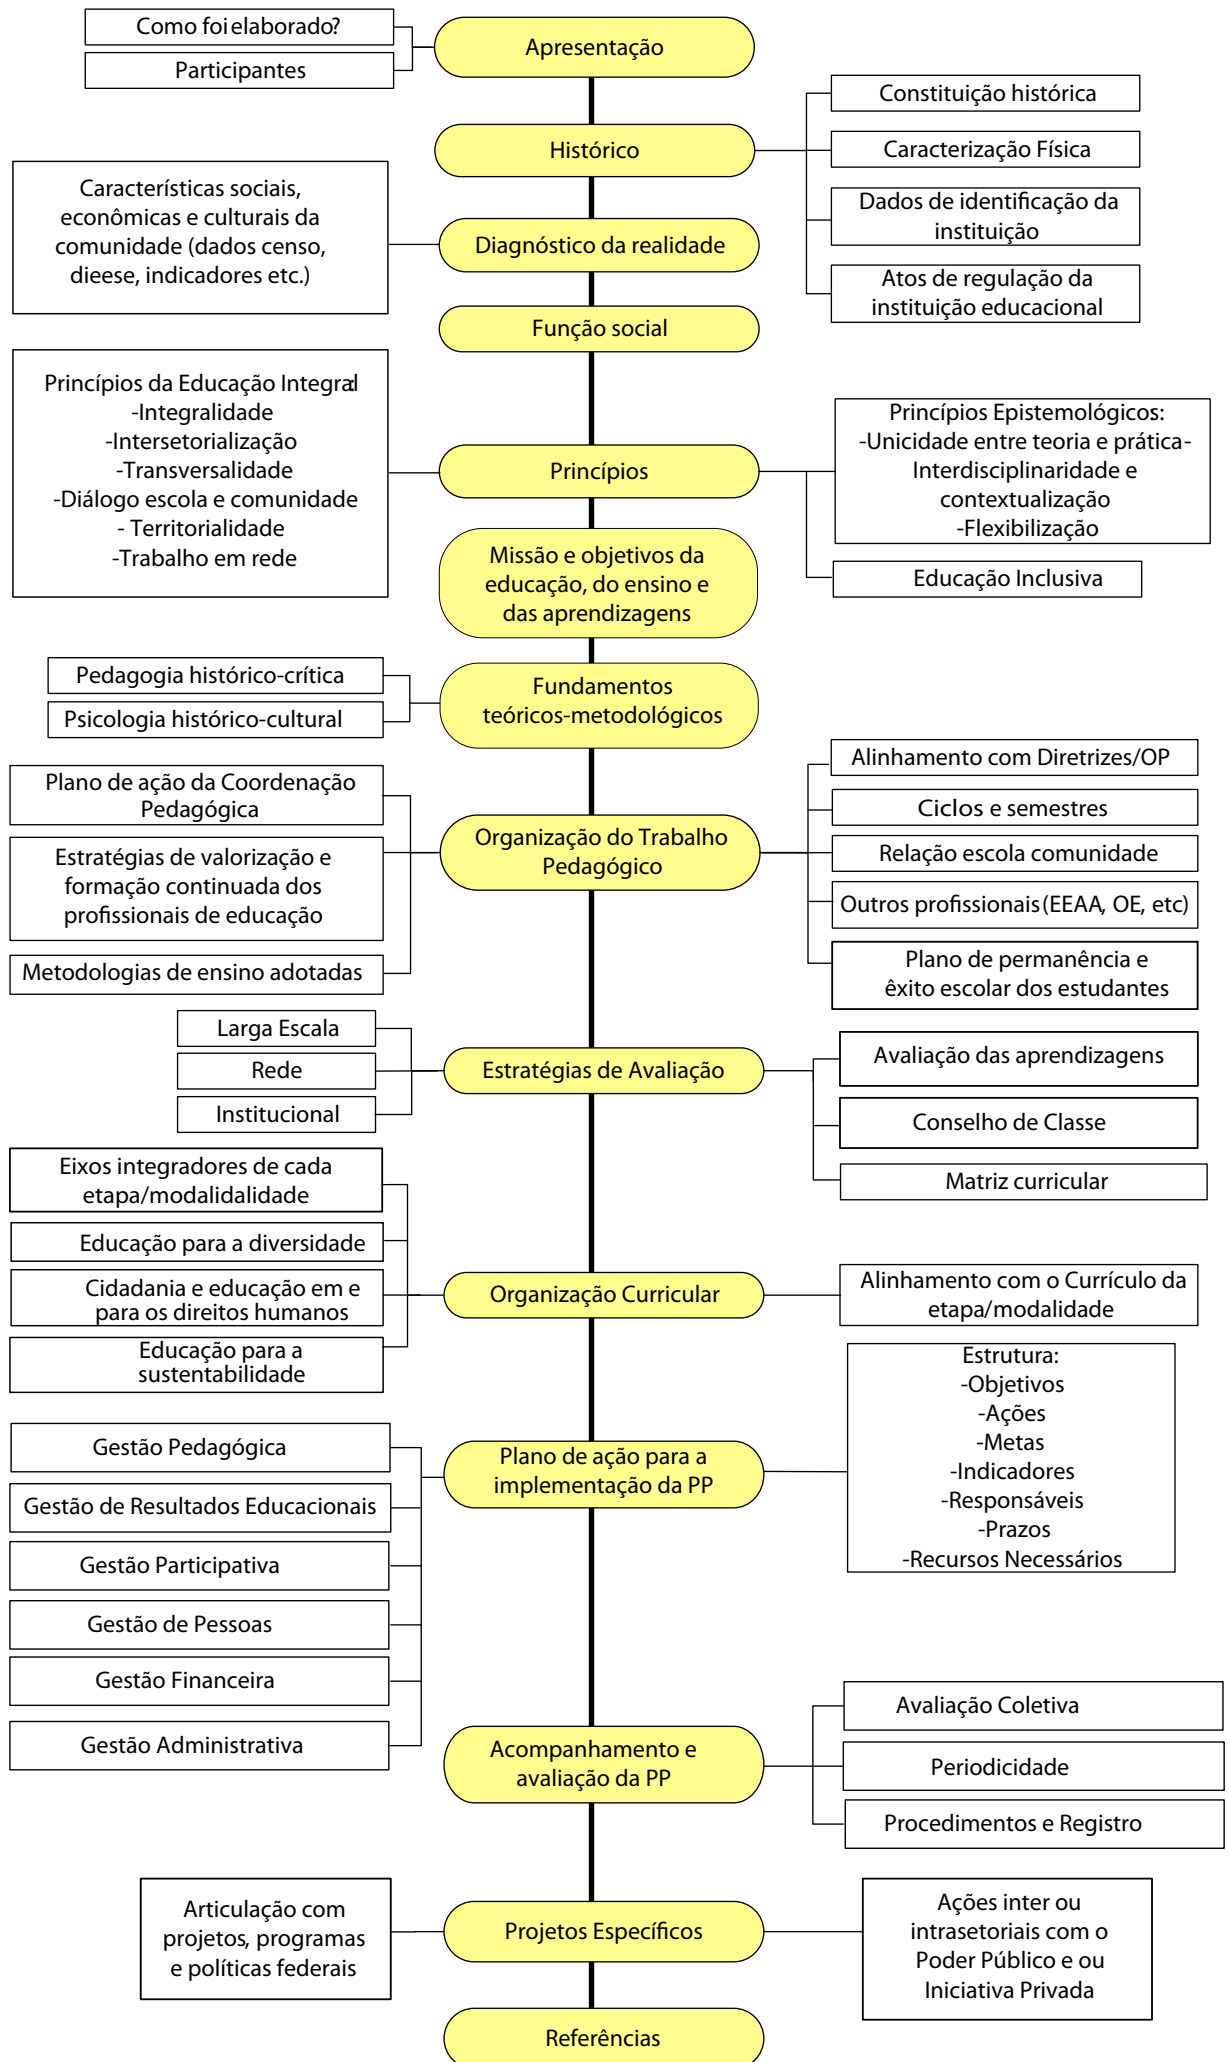 Como foi elaborado?
Participantes
Apresentação
Histórico
Constituição histórica
Caracterização Física
Dados de identificação da
instituição
Atos de regulação da
instituição educacional
Características sociais,
econômicas e culturais da
comunidade (dados censo,
dieese, indicadores etc.)
Diagnóstico da realidade
Função social
Princípios da Educação Integral:
-Integralidade
-Intersetorialização
-Transversalidade
-Diálogo escola e comunidade
- Territorialidade
-Trabalho em rede
Princípios
Princípios Epistemológicos:
-Unicidade entre teoria e prática-
Interdisciplinaridade e
contextualização
-Flexibilização
Educação Inclusiva
Missão e objetivos da
educação, do ensino e
das aprendizagens
Pedagogia histórico-crítica
Psicologia histórico-cultural
Fundamentos
teóricos-metodológicos
Plano de ação da Coordenação
Pedagógica
Estratégias de valorização e
formação continuada dos
profissionais de educação
Metodologias de ensino adotadas
Organização do Trabalho
Pedagógico
Alinhamento com Diretrizes/OP
Ciclos e semestres
Relação escola comunidade
Outros profissionais (EEAA, OE, etc)
Plano de permanência e
êxito escolar dos estudantes
Larga Escala
Rede
Institucional
Estratégias de Avaliação
Avaliação das aprendizagens
Conselho de Classe
Matriz curricular
Eixos integradores de cada
etapa/modalidalidade
Educação para a diversidade
Cidadania e educação em e
para os direitos humanos
Educação para a
sustentabilidade
Organização Curricular
Alinhamento com o Currículo da
etapa/modalidade
Gestão Pedagógica
Gestão de Resultados Educacionais
Gestão Participativa
Gestão de Pessoas
Gestão Financeira
Gestão Administrativa
Plano de ação para a
implementação da PP
Estrutura:
-Objetivos
-Ações
-Metas
-Indicadores
-Responsáveis
-Prazos
-Recursos Necessários
Acompanhamento e
avaliação da PP
Avaliação Coletiva
Periodicidade
Procedimentos e Registro
Articulação com
projetos, programas
e políticas federais
Projetos Específicos
Ações inter ou
intrasetoriais com o
Poder Público e ou
Iniciativa Privada
Referências